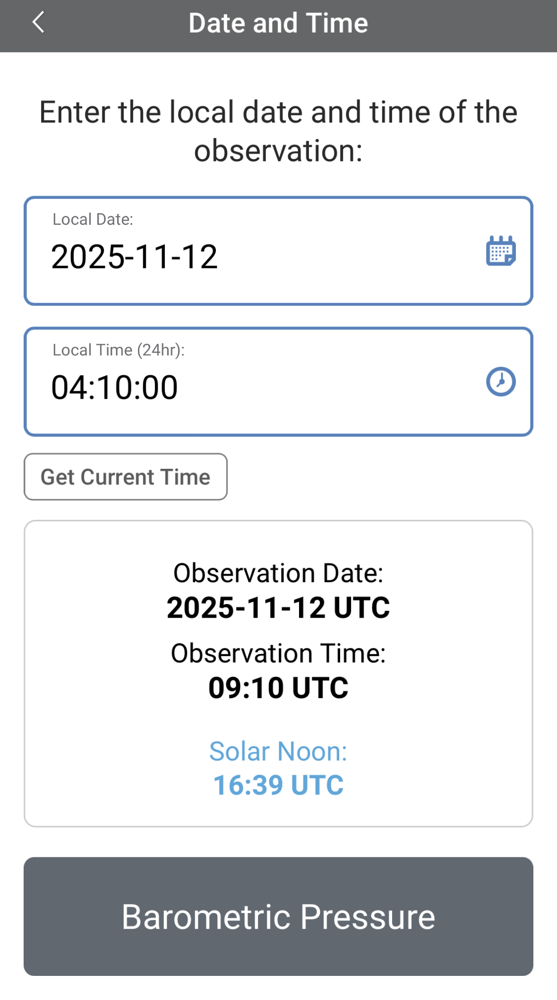 Date and Time
Enter the local date and time of the
observation:
Local Date:
2025-11-12
Local Time (24hr):
04:10:00
Get Current Time
Observation Date:
2025-11-12 UTC
Observation Time:
09:10 UTC
Solar Noon:
16:39 UTC
Barometric Pressure